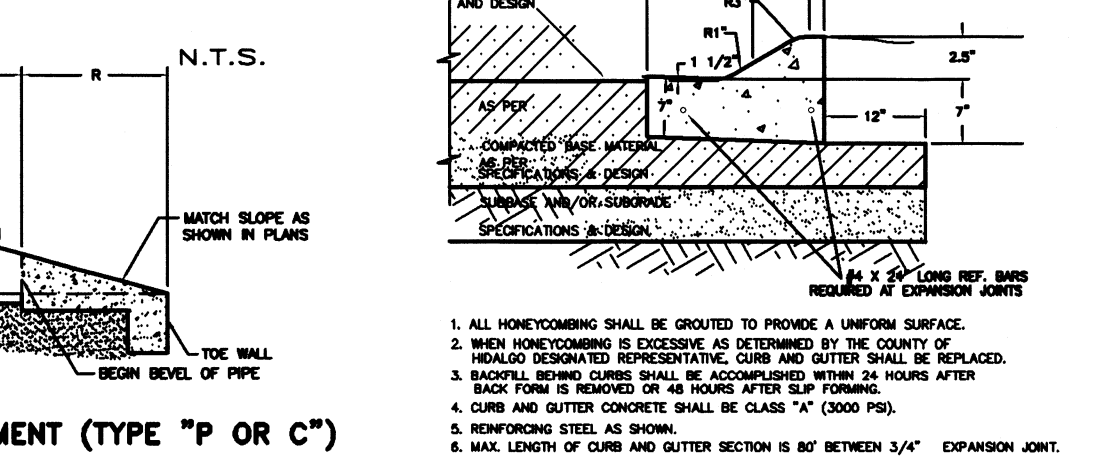 N.T.S.
R
MATCH SLOPE AS
SHOWN IN PLANS
TOE WALL
BEGIN BEVEL OF PIPE
MENT (TYPE "P OR C")
AND DESIGN
R3"
R1"
1 1/2"
2.5"
7"
7"
12"
AS PER
COMPACTED BASE MATERIAL
AS PER
SPECIFICATIONS & DESIGN
SUBBASE AND/OR SUBGRADE
SPECIFICATIONS & DESIGN.
#4 X 24" LONG REF. BARS
REQUIRED AT EXPANSION JOINTS
1. ALL HONEYCOMBING SHALL BE GROUTED TO PROVIDE A UNIFORM SURFACE.
2. WHEN HONEYCOMBING IS EXCESSIVE AS DETERMINED BY THE COUNTY OF
HIDALGO DESIGNATED REPRESENTATIVE, CURB AND GUTTER SHALL BE REPLACED.
3. BACKFILL BEHIND CURBS SHALL BE ACCOMPLISHED WITHIN 24 HOURS AFTER
BACK FORM IS REMOVED OR 48 HOURS AFTER SLIP FORMING.
4. CURB AND GUTTER CONCRETE SHALL BE CLASS "A" (3000 PSI).
5. REINFORCING STEEL AS SHOWN.
6. MAX. LENGTH OF CURB AND GUTTER SECTION IS 80' BETWEEN 3/4" EXPANSION JOINT.